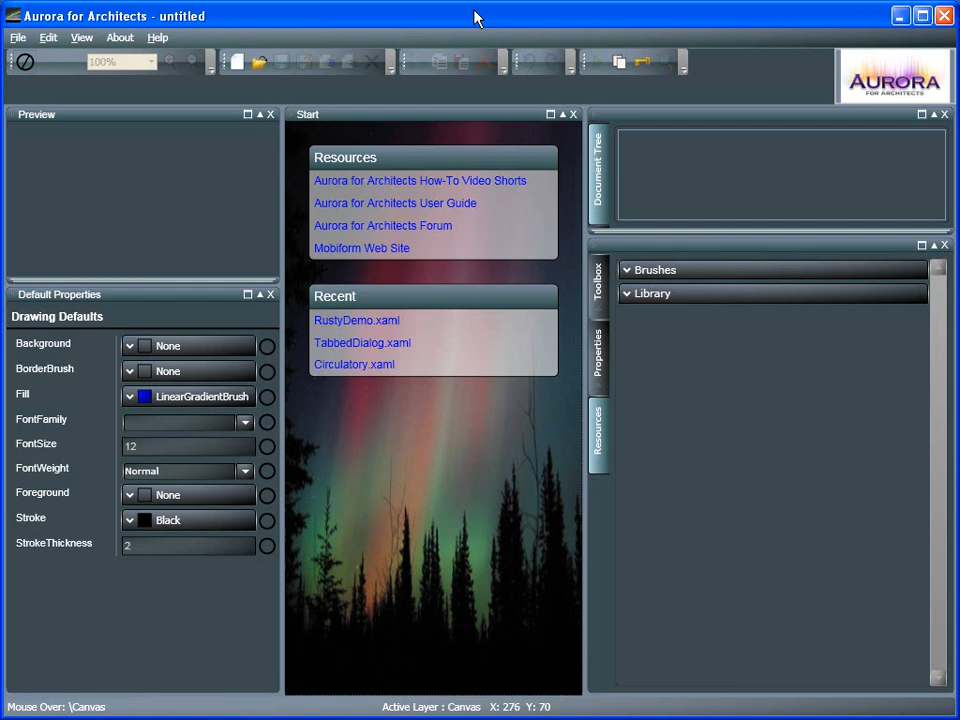 Aurora for Architects - untitled
File Edit View About Help
100%
AURORA
FOR ARCHITECTS
Preview
Start
Resources
Aurora for Architects How-To Video Shorts
Aurora for Architects User Guide
Aurora for Architects Forum
Mobiform Web Site
Recent
RustyDemo.xaml
TabbedDialog.xaml
Circulatory.xaml
Document Tree
Toolbox
Properties
Resources
Brushes
Library
Default Properties
Drawing Defaults
Background None
BorderBrush None
Fill LinearGradientBrush
FontFamily
FontSize 12
FontWeight Normal
Foreground None
Stroke Black
StrokeThickness 2
Mouse Over: \Canvas
Active Layer : Canvas X: 276 Y: 70